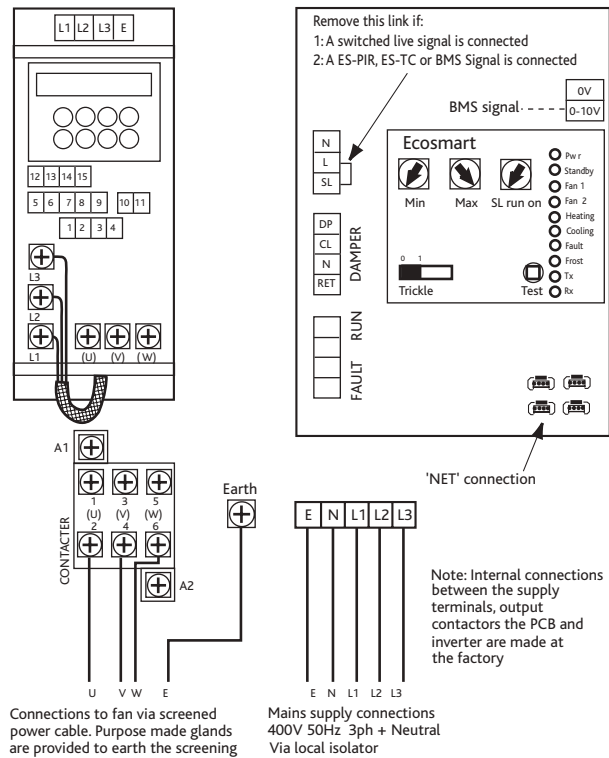 L1 L2 L3 E
12 13 14 15
5 6 7 8 9 10 11
1 2 3 4
L3
L2
L1
(U) (V) (W)
A1
1 3 5
(U) (V) (W)
2 4 6
CONTACTER
A2
Earth
U V W E
Connections to fan via screened
power cable. Purpose made glands
are provided to earth the screening
Remove this link if:
1: A switched live signal is connected
2: A ES-PIR, ES-TC or BMS Signal is connected
BMS signal
0V
0-10V
N
L
SL
DP
CL
N
RET
DAMPER
RUN
FAULT
Ecosmart
Min Max SL run on
0 1
Trickle
Test
Pwr
Standby
Fan 1
Fan 2
Heating
Cooling
Fault
Frost
Tx
Rx
'NET' connection
E N L1 L2 L3
E N L1 L2 L3
Mains supply connections
400V 50Hz 3ph + Neutral
Via local isolator
Note: Internal connections
between the supply
terminals, output
contactors the PCB and
inverter are made at
the factory